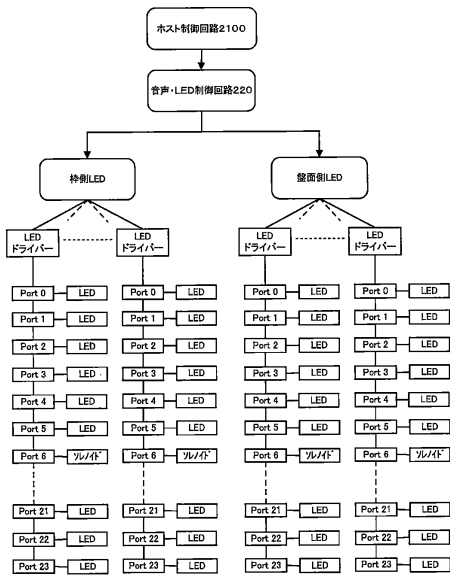 ホスト制御回路2100
音声・LED制御回路220
枠側LED
盤面側LED
LED
ドライバー
LED
ドライバー
LED
ドライバー
LED
ドライバー
Port 0 LED Port 0 LED Port 0 LED Port 0 LED
Port 1 LED Port 1 LED Port 1 LED Port 1 LED
Port 2 LED Port 2 LED Port 2 LED Port 2 LED
Port 3 LED Port 3 LED Port 3 LED Port 3 LED
Port 4 LED Port 4 LED Port 4 LED Port 4 LED
Port 5 LED Port 5 LED Port 5 LED Port 5 LED
Port 6 ソレノイド Port 6 ソレノイド Port 6 ソレノイド Port 6 ソレノイド
Port 21 LED Port 21 LED Port 21 LED Port 21 LED
Port 22 LED Port 22 LED Port 22 LED Port 22 LED
Port 23 LED Port 23 LED Port 23 LED Port 23 LED